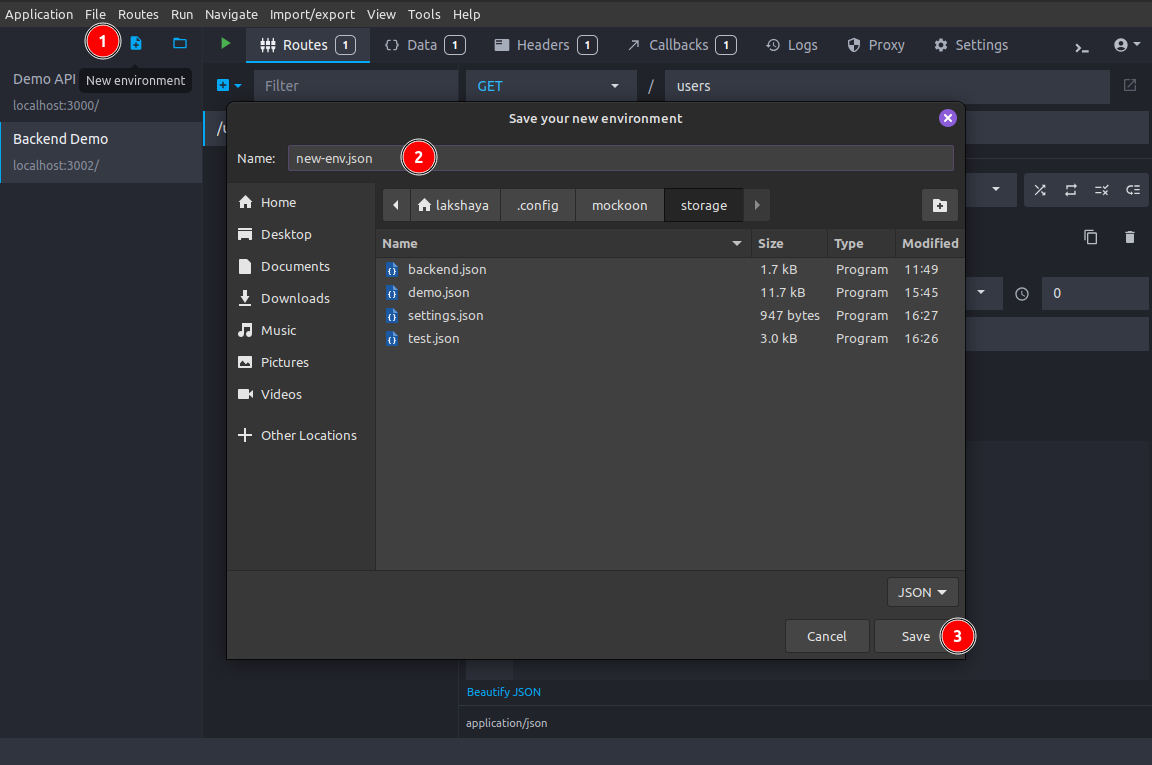 Application File Routes Run Navigate Import/export View Tools Help
1
Routes 1 Data 1 Headers 1 Callbacks 1 Logs Proxy Settings
Demo API
New environment
localhost:3000/
Backend Demo
localhost:3002/
Filter
GET
/
users
Save your new environment
Name: new-env.json 2
Home
Desktop
Documents
Downloads
Music
Pictures
Videos
Other Locations
lakshaya .config mockoon storage
Name Size Type Modified
backend.json 1.7 kB Program 11:49
demo.json 11.7 kB Program 15:45
settings.json 947 bytes Program 16:27
test.json 3.0 kB Program 16:26
0
JSON
Cancel Save 3
Beautify JSON
application/json